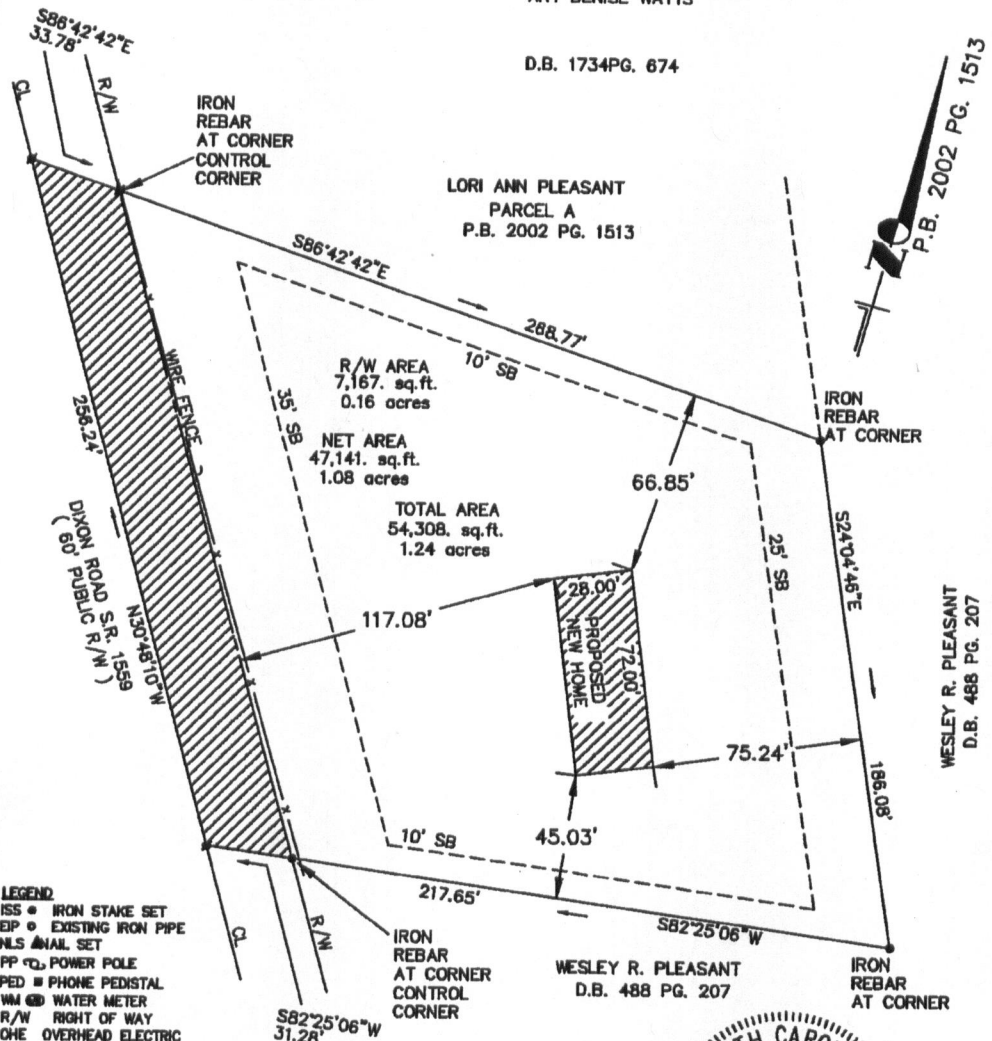 D.B. 1734PG. 674
S86°42'42"E
33.78'
CL
R/W
IRON
REBAR
AT CORNER
CONTROL
CORNER
LORI ANN PLEASANT
PARCEL A
P.B. 2002 PG. 1513
P.B. 2002 PG. 1513
S86°42'42"E
268.77'
10' SB
R/W AREA
7,167. sq.ft.
0.16 acres
NET AREA
47,141. sq.ft.
1.08 acres
TOTAL AREA
54,308. sq.ft.
1.24 acres
WIRE FENCE
35' SB
256.24'
IRON
REBAR
AT CORNER
66.85'
25' SB
S24°04'46"E
186.08'
28.00'
72.00'
PROPOSED
NEW HOME
117.08'
75.24'
45.03'
DIXON ROAD S.R. 1559
( 60' PUBLIC R/W )
N30°48'10"W
WESLEY R. PLEASANT
D.B. 488 PG. 207
10' SB
217.65'
S82°25'06"W
LEGEND
ISS IRON STAKE SET
EIP EXISTING IRON PIPE
NLS NAIL SET
PP POWER POLE
PED PHONE PEDISTAL
WM WATER METER
R/W RIGHT OF WAY
OHE OVERHEAD ELECTRIC
CL
R/W
S82°25'06"W
31.28'
IRON
REBAR
AT CORNER
CONTROL
CORNER
WESLEY R. PLEASANT
D.B. 488 PG. 207
IRON
REBAR
AT CORNER